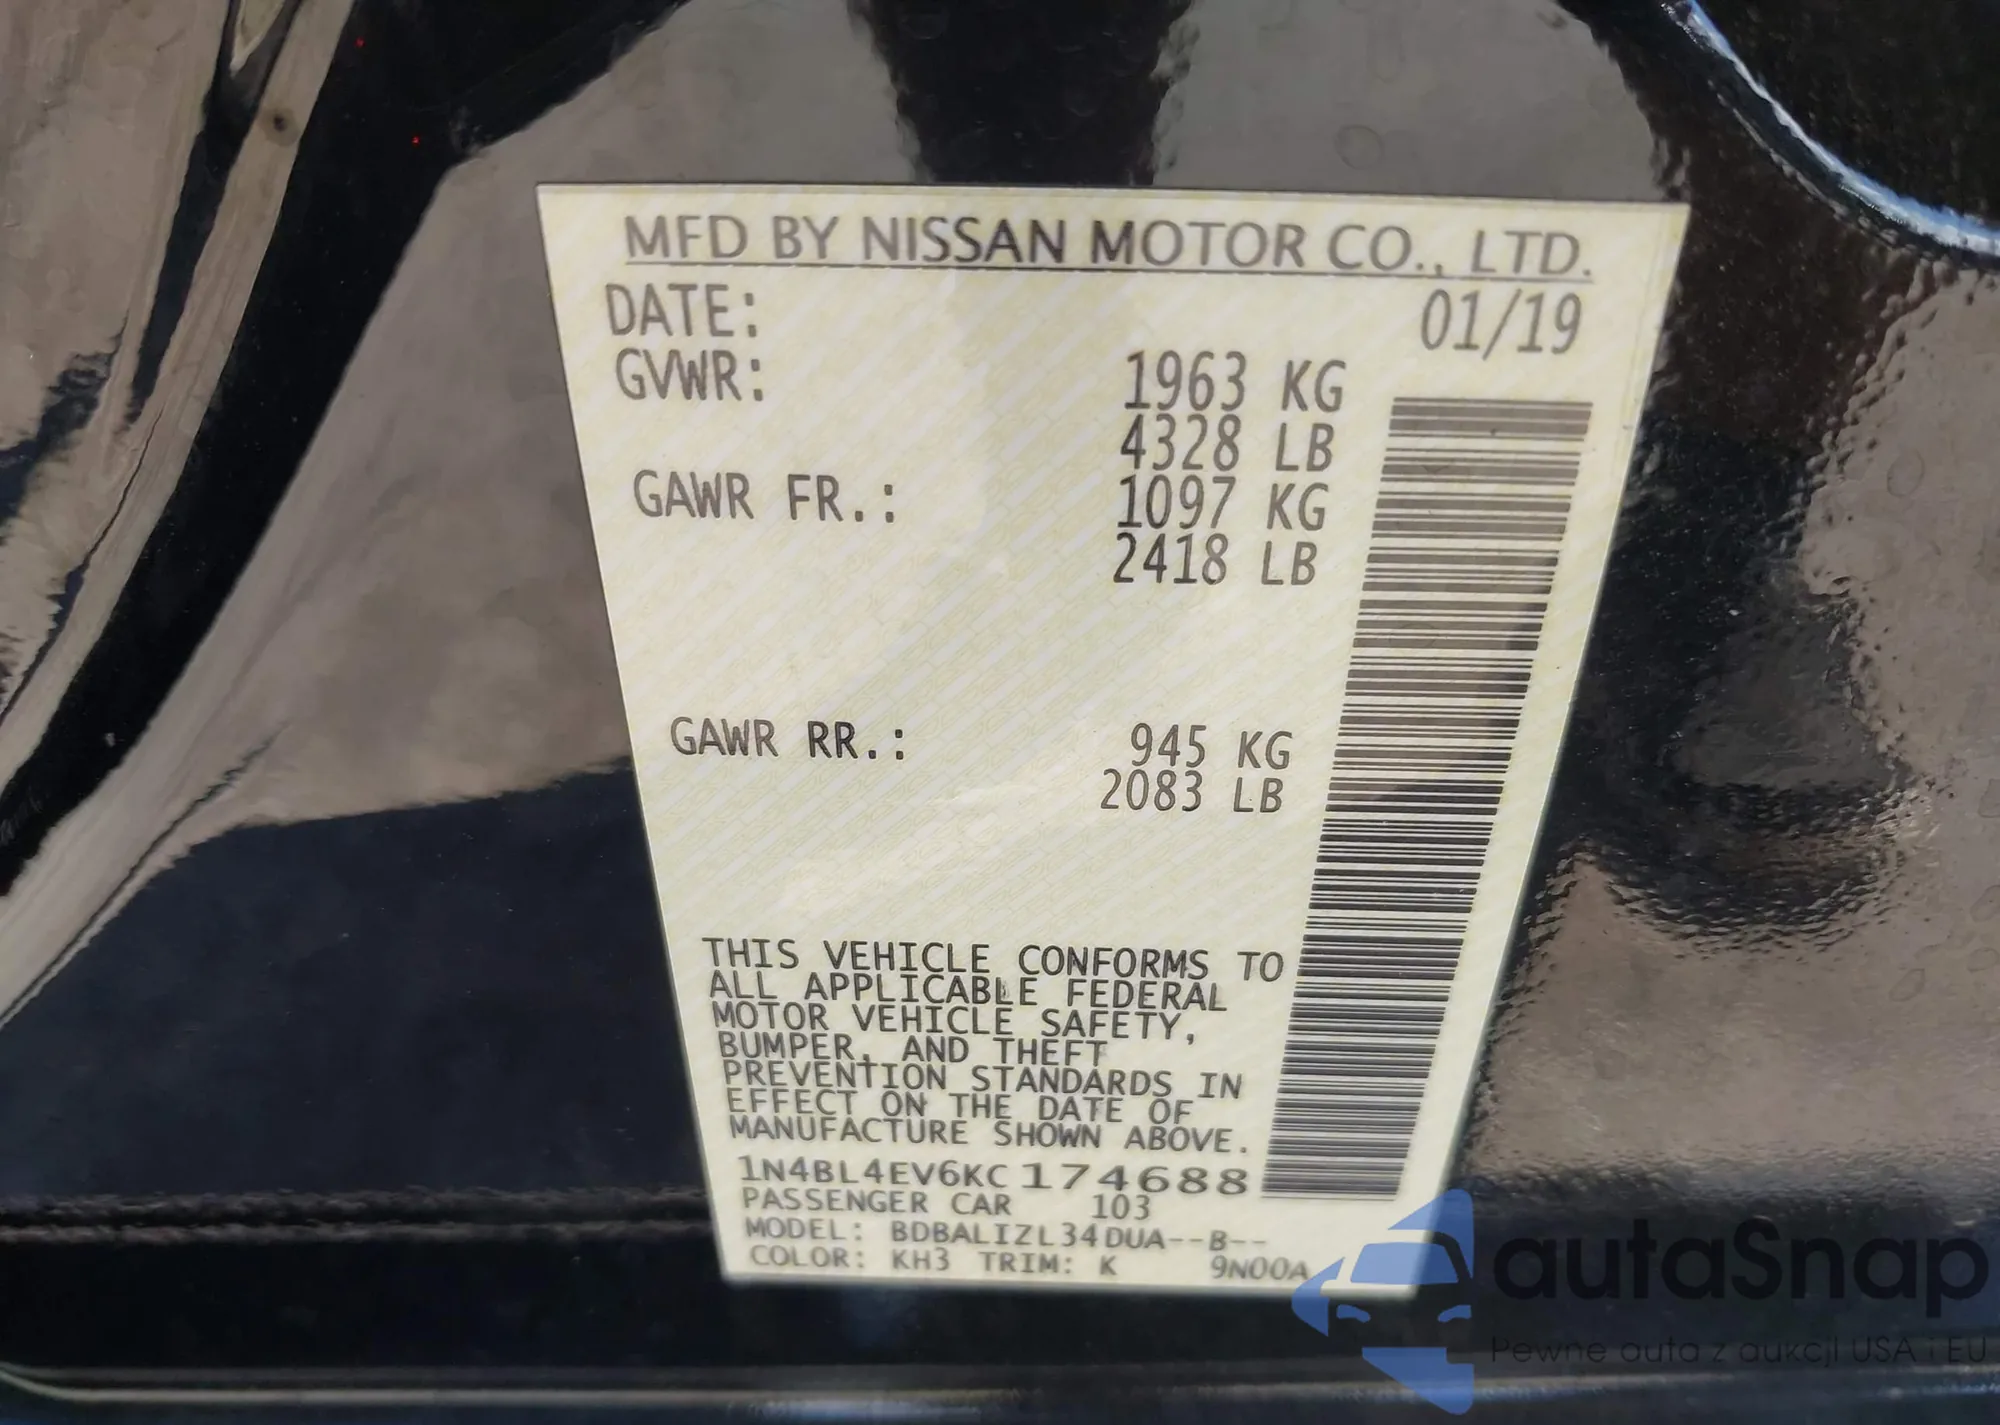 MFD BY NISSAN MOTOR CO., LTD.
DATE: 01/19
GVWR: 1963 KG
4328 LB
GAWR FR.: 1097 KG
2418 LB
GAWR RR.: 945 KG
2083 LB
THIS VEHICLE CONFORMS TO
ALL APPLICABLE FEDERAL
MOTOR VEHICLE SAFETY,
BUMPER, AND THEFT
PREVENTION STANDARDS IN
EFFECT ON THE DATE OF
MANUFACTURE SHOWN ABOVE.
1N4BL4EV6KC174688
PASSENGER CAR 103
MODEL: BDBALIZL34DUA--B--
COLOR: KH3 TRIM: K 9N00A
autaSnap
Pewne auta z aukcji USA i EU